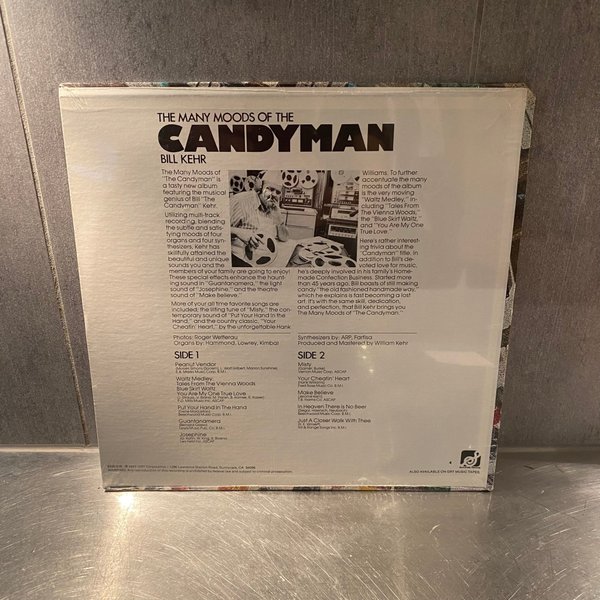 THE MANY MOODS OF THE
CANDYMAN
BILL KEHR
The Many Moods of
"The Candyman" is
a tasty new album
featuring the musical
genius of Bill "The
Candyman" Kehr.
Utilizing multi-track
recording, blending
the subtle and satis-
fying moods of four
organs and four syn-
thesizers, Kehr has
skillfully attained the
beautiful and unique
sounds you and the
members of your family are going to enjoy!
These special effects enhance the haunt-
ing sound in "Guantanamera," the light
sound of "Josephine," and the theatre
sound of "Make Believe."
More of your all time favorite songs are
included; the lilting tune of "Misty," the con-
temporary sound of "Put Your Hand In the
Hand," and the country classic, "Your
Cheatin' Heart," by the unforgettable Hank
Williams. To further
accentuate the many
moods of the album
is the very moving
"Waltz Medley," in-
cluding "Tales From
The Vienna Woods,
the "Blue Skirt Waltz,"
and "You Are My One
True Love."
Here's rather interest-
ing trivia about the
"Candyman" title. In
addition to Bill's de-
voted love for music,
he's deeply involved in his family's Home-
made Confection Business. Started more
than 45 years ago, Bill boasts of still making
candy "the old fashioned handmade way,"
which he explains is fast becoming a lost
art. It's with the same skill, dedication,
and perfection, that Bill Kehr brings you
The Many Moods of "The Candyman."
Photos: Roger Wetterau
Organs by: Hammond, Lowrey, Kimball
Synthesizers by: ARP, Farfisa
Produced and Mastered by William Kehr
SIDE 1
Peanut Vendor
Waltz Medley:
Tales From The Vienna Woods
Blue Skirt Waltz
You Are My One True Love
Put Your Hand In the Hand
Guantanamera
Josephine
SIDE 2
Misty
Your Cheatin' Heart
Make Believe
In Heaven There is No Beer
Just A Closer Walk With Thee
ALSO AVAILABLE ON GRT MUSIC TAPES